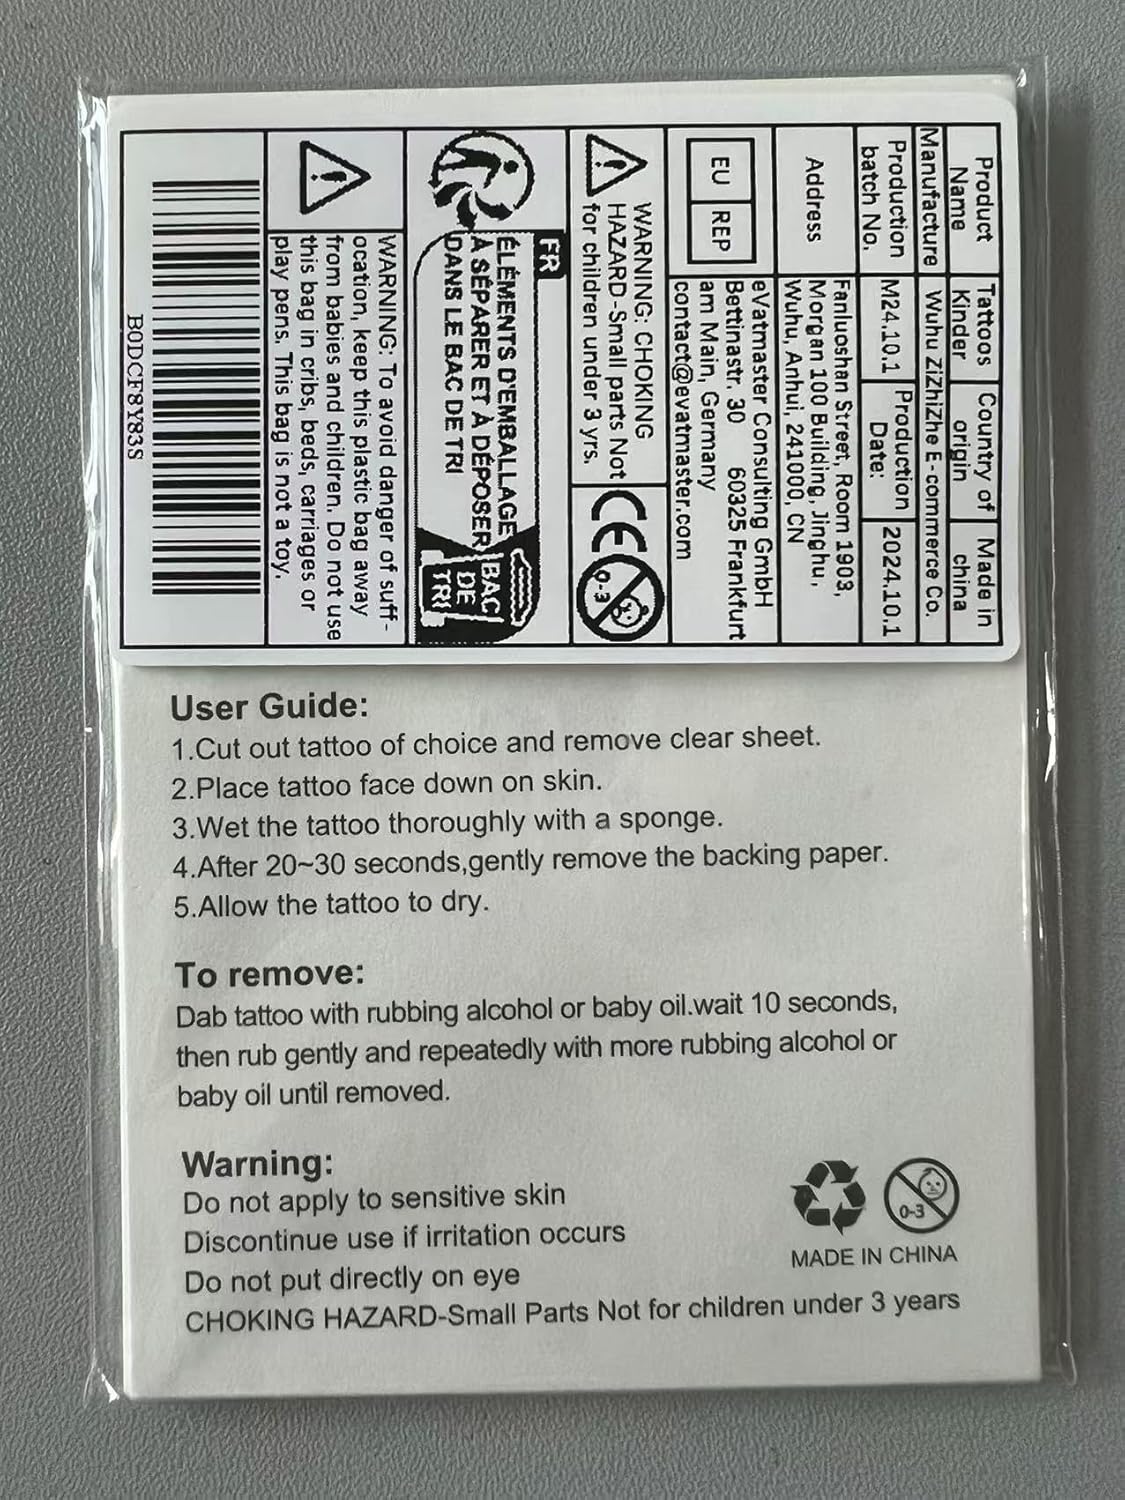 Product Name
Tattoos Kinder
Country of origin
Made in china
Manufacture
Wuhu ZiZhiZhe E-commerce Co.
Production batch No.
M24.10.1
Production Date:
2024.10.1
Address
Fanluoshan Street, Room 1903,
Morgan 100 Building, Jinghu,
Wuhu, Anhui, 241000, CN
EU REP
eVatmaster Consulting GmbH
Bettinastr. 30 60325 Frankfurt
am Main, Germany
contact@evatmaster.com
WARNING: CHOKING
HAZARD-Small parts Not
for children under 3 yrs.
CE
0-3
FR
ÉLÉMENTS D'EMBALLAGE
À SÉPARER ET À DÉPOSER
DANS LE BAC DE TRI
BAC
DE
TRI
WARNING: To avoid danger of suff-
ocation, keep this plastic bag away
from babies and children. Do not use
this bag in cribs, beds, carriages or
play pens. This bag is not a toy.
B0DCF8Y83S
User Guide:
1.Cut out tattoo of choice and remove clear sheet.
2.Place tattoo face down on skin.
3.Wet the tattoo thoroughly with a sponge.
4.After 20~30 seconds,gently remove the backing paper.
5.Allow the tattoo to dry.
To remove:
Dab tattoo with rubbing alcohol or baby oil.wait 10 seconds,
then rub gently and repeatedly with more rubbing alcohol or
baby oil until removed.
Warning:
Do not apply to sensitive skin
Discontinue use if irritation occurs
Do not put directly on eye
CHOKING HAZARD-Small Parts Not for children under 3 years
0-3
MADE IN CHINA